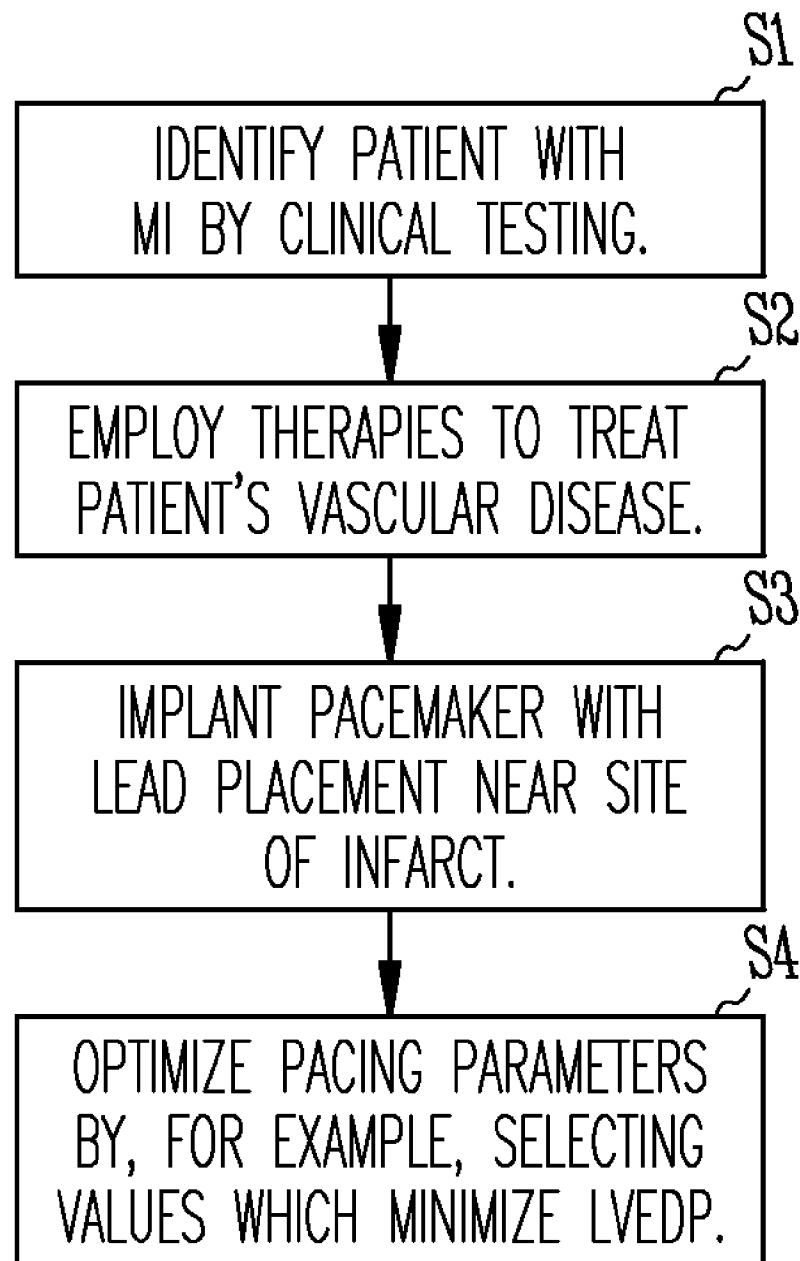 S1
IDENTIFY PATIENT WITH
MI BY CLINICAL TESTING.
S2
EMPLOY THERAPIES TO TREAT
PATIENT'S VASCULAR DISEASE.
S3
IMPLANT PACEMAKER WITH
LEAD PLACEMENT NEAR SITE
OF INFARCT.
S4
OPTIMIZE PACING PARAMETERS
BY, FOR EXAMPLE, SELECTING
VALUES WHICH MINIMIZE LVEDP.